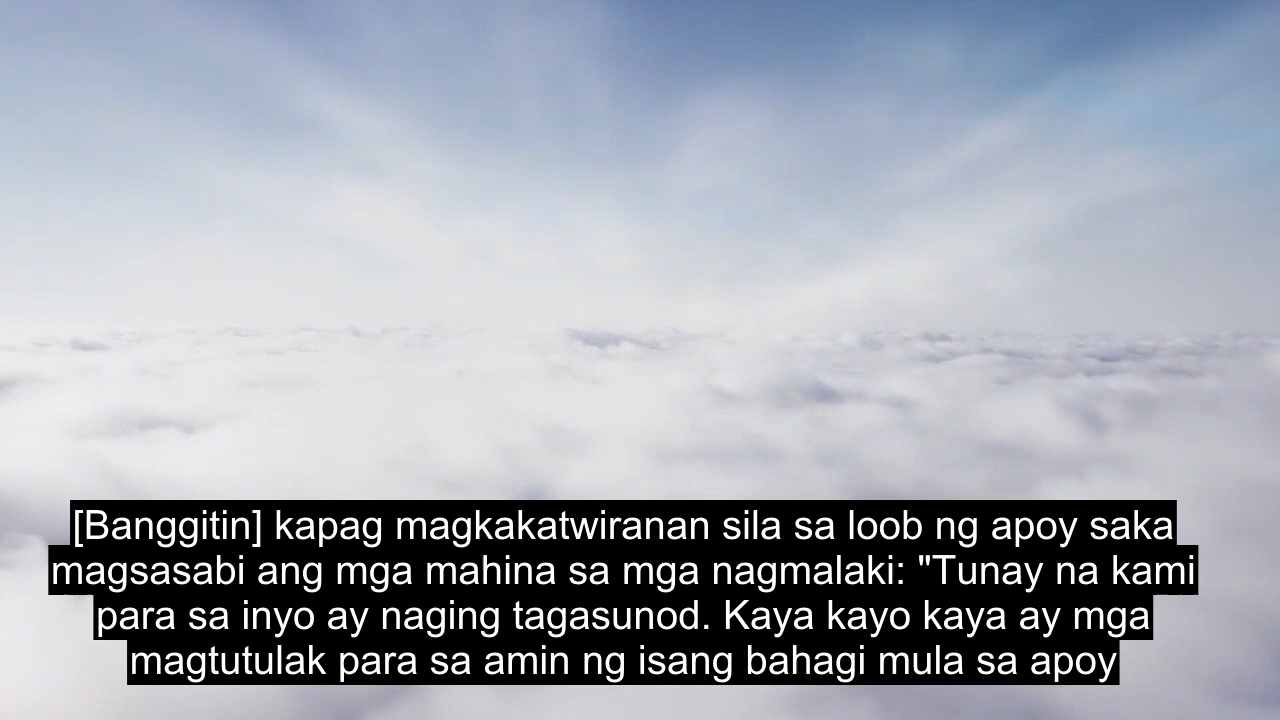 [Banggitin] kapag magkakatwiranan sila sa loob ng apoy saka
magsasabi ang mga mahina sa mga nagmalaki: "Tunay na kami
para sa inyo ay naging tagasunod. Kaya kayo kaya ay mga
magtutulak para sa amin ng isang bahagi mula sa apoy